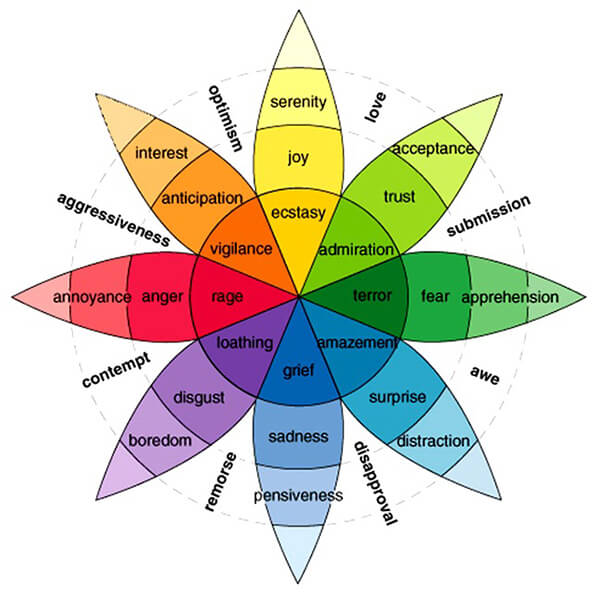 serenity
optimism
love
interest
joy
acceptance
anticipation
trust
ecstasy
aggressiveness
submission
vigilance
admiration
annoyance
anger
rage
terror
fear
apprehension
loathing
amazement
contempt
grief
awe
disgust
surprise
boredom
sadness
distraction
remorse
disapproval
pensiveness